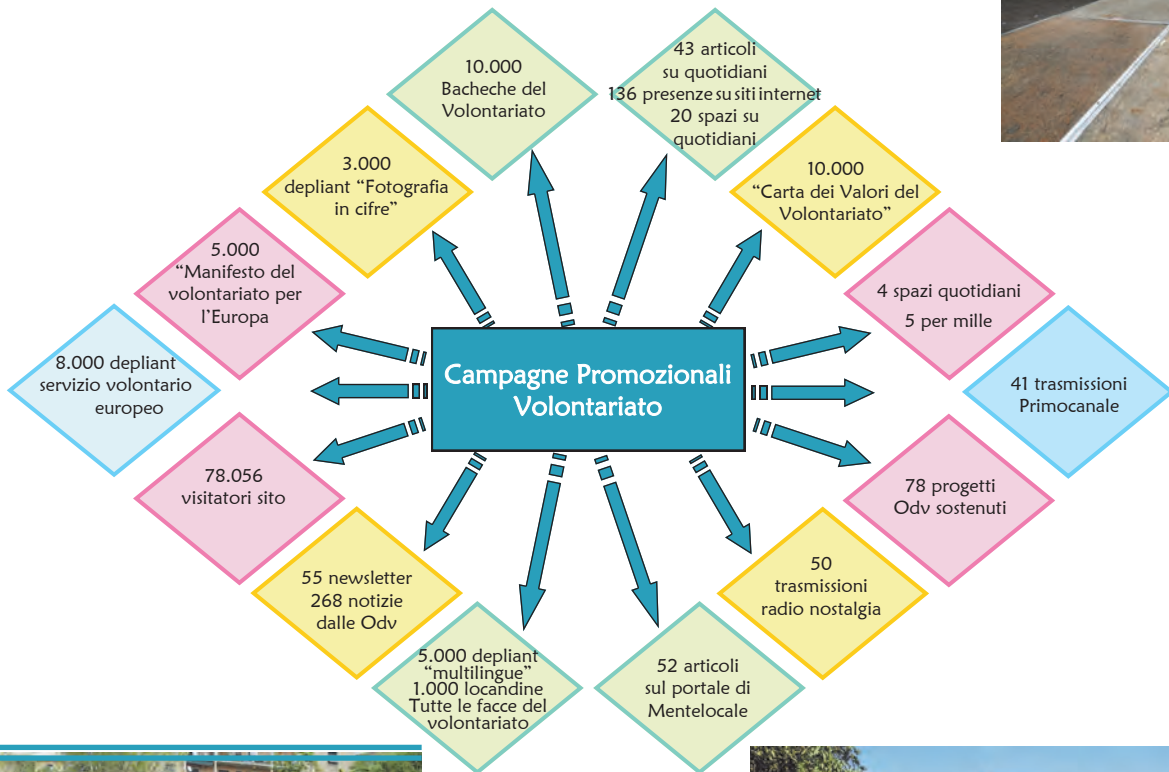 10.000
Bacheche del
Volontariato
43 articoli
su quotidiani
136 presenze su siti internet
20 spazi su
quotidiani
3.000
depliant “Fotografia
in cifre”
10.000
“Carta dei Valori del
Volontariato”
5.000
“Manifesto del
volontariato per
l’Europa
4 spazi quotidiani
5 per mille
8.000 depliant
servizio volontario
europeo
Campagne Promozionali
Volontariato
41 trasmissioni
Primocanale
78.056
visitatori sito
78 progetti
Odv sostenuti
55 newsletter
268 notizie
dalle Odv
50
trasmissioni
radio nostalgia
5.000 depliant
“multilingue”
1.000 locandine
Tutte le facce del
volontariato
52 articoli
sul portale di
Mentelocale